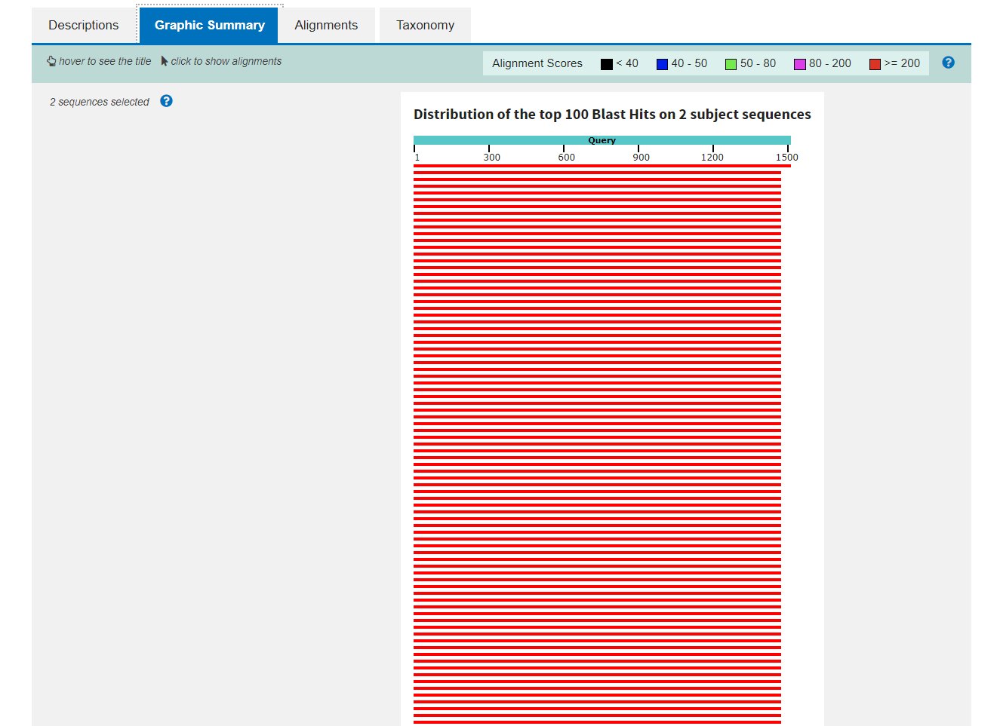 Descriptions Graphic Summary Alignments Taxonomy
hover to see the title click to show alignments Alignment Scores < 40 40 - 50 50 - 80 80 - 200 >= 200 ?
2 sequences selected ?
Distribution of the top 100 Blast Hits on 2 subject sequences
Query
1 300 600 900 1200 1500